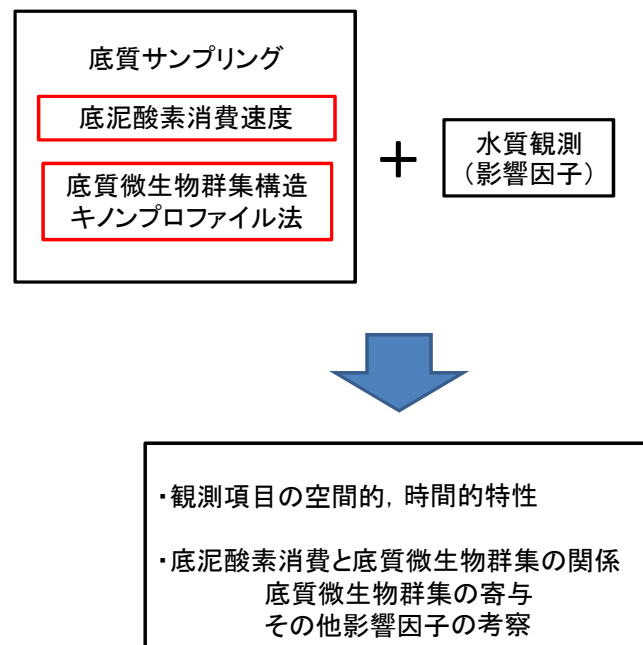 底質サンプリング
底泥酸素消費速度
底質微生物群集構造
キノンプロファイル法
+
水質観測
(影響因子)
・観測項目の空間的, 時間的特性
・底泥酸素消費と底質微生物群集の関係
底質微生物群集の寄与
その他影響因子の考察